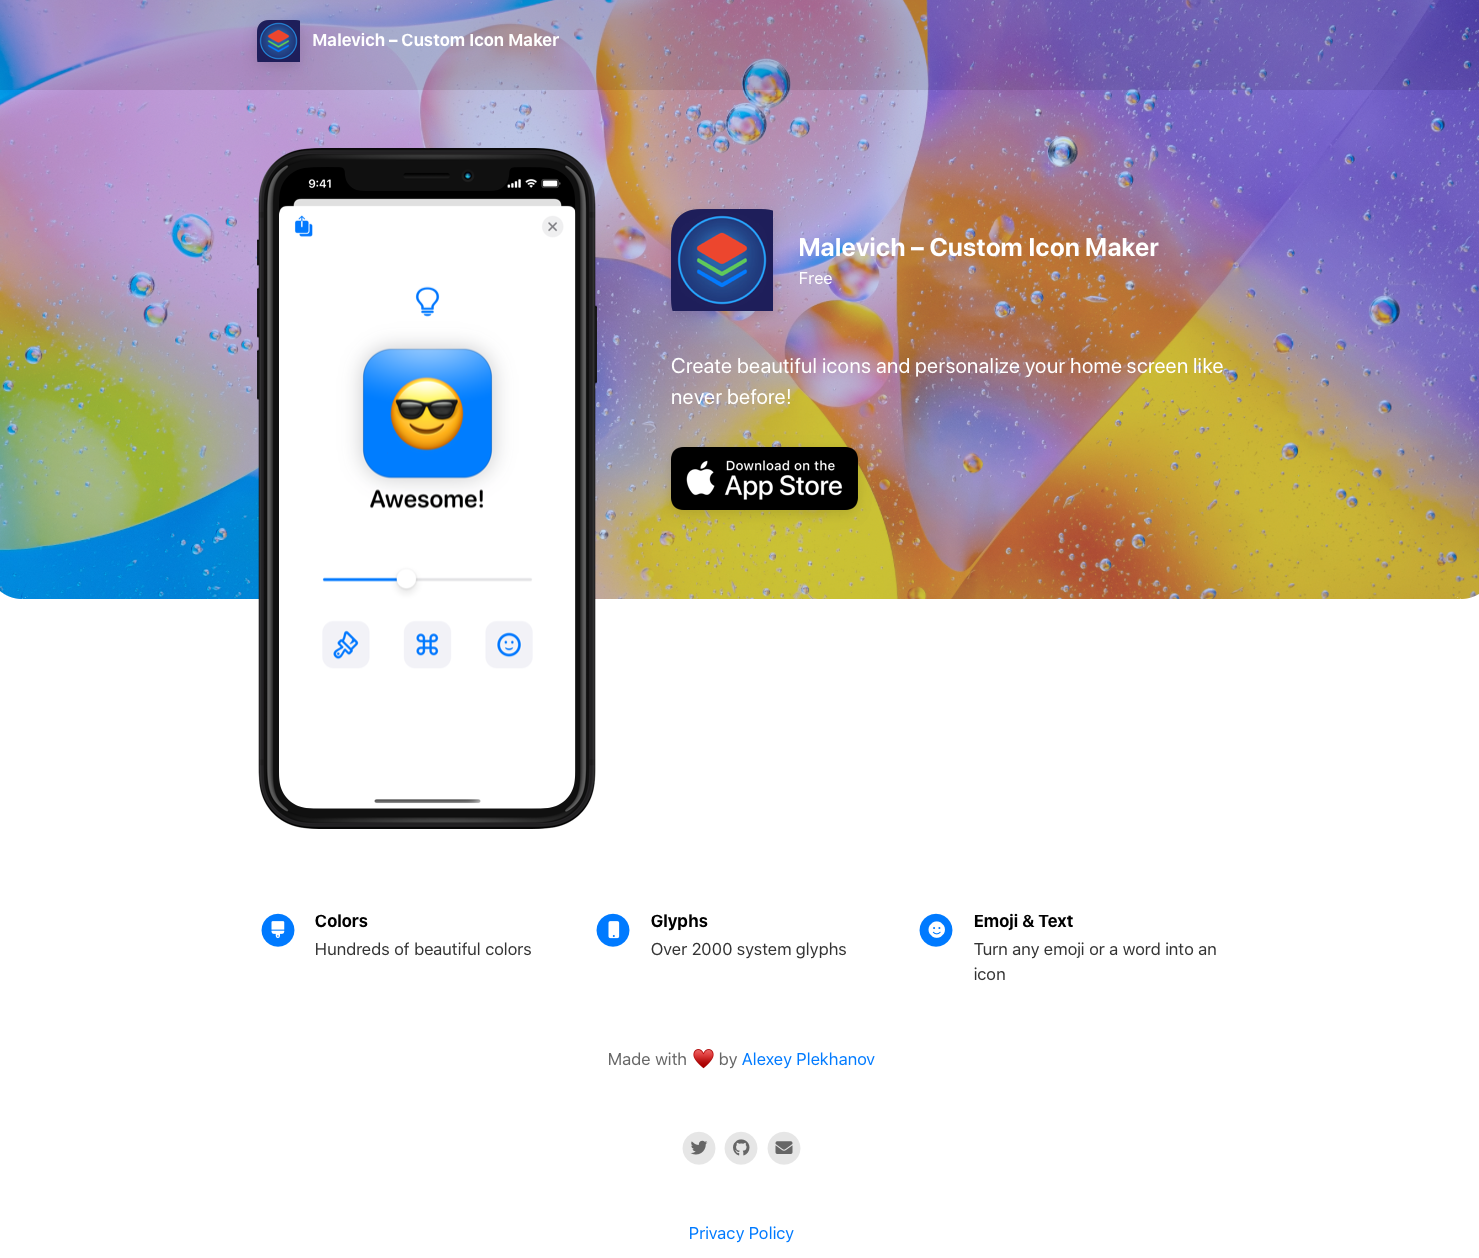 Malevich – Custom Icon Maker
9:41
Awesome!
Malevich – Custom Icon Maker
Free
Create beautiful icons and personalize your home screen like
never before!
Download on the
App Store
Colors
Hundreds of beautiful colors
Glyphs
Over 2000 system glyphs
Emoji & Text
Turn any emoji or a word into an
icon
Made with ❤️ by Alexey Plekhanov
Privacy Policy